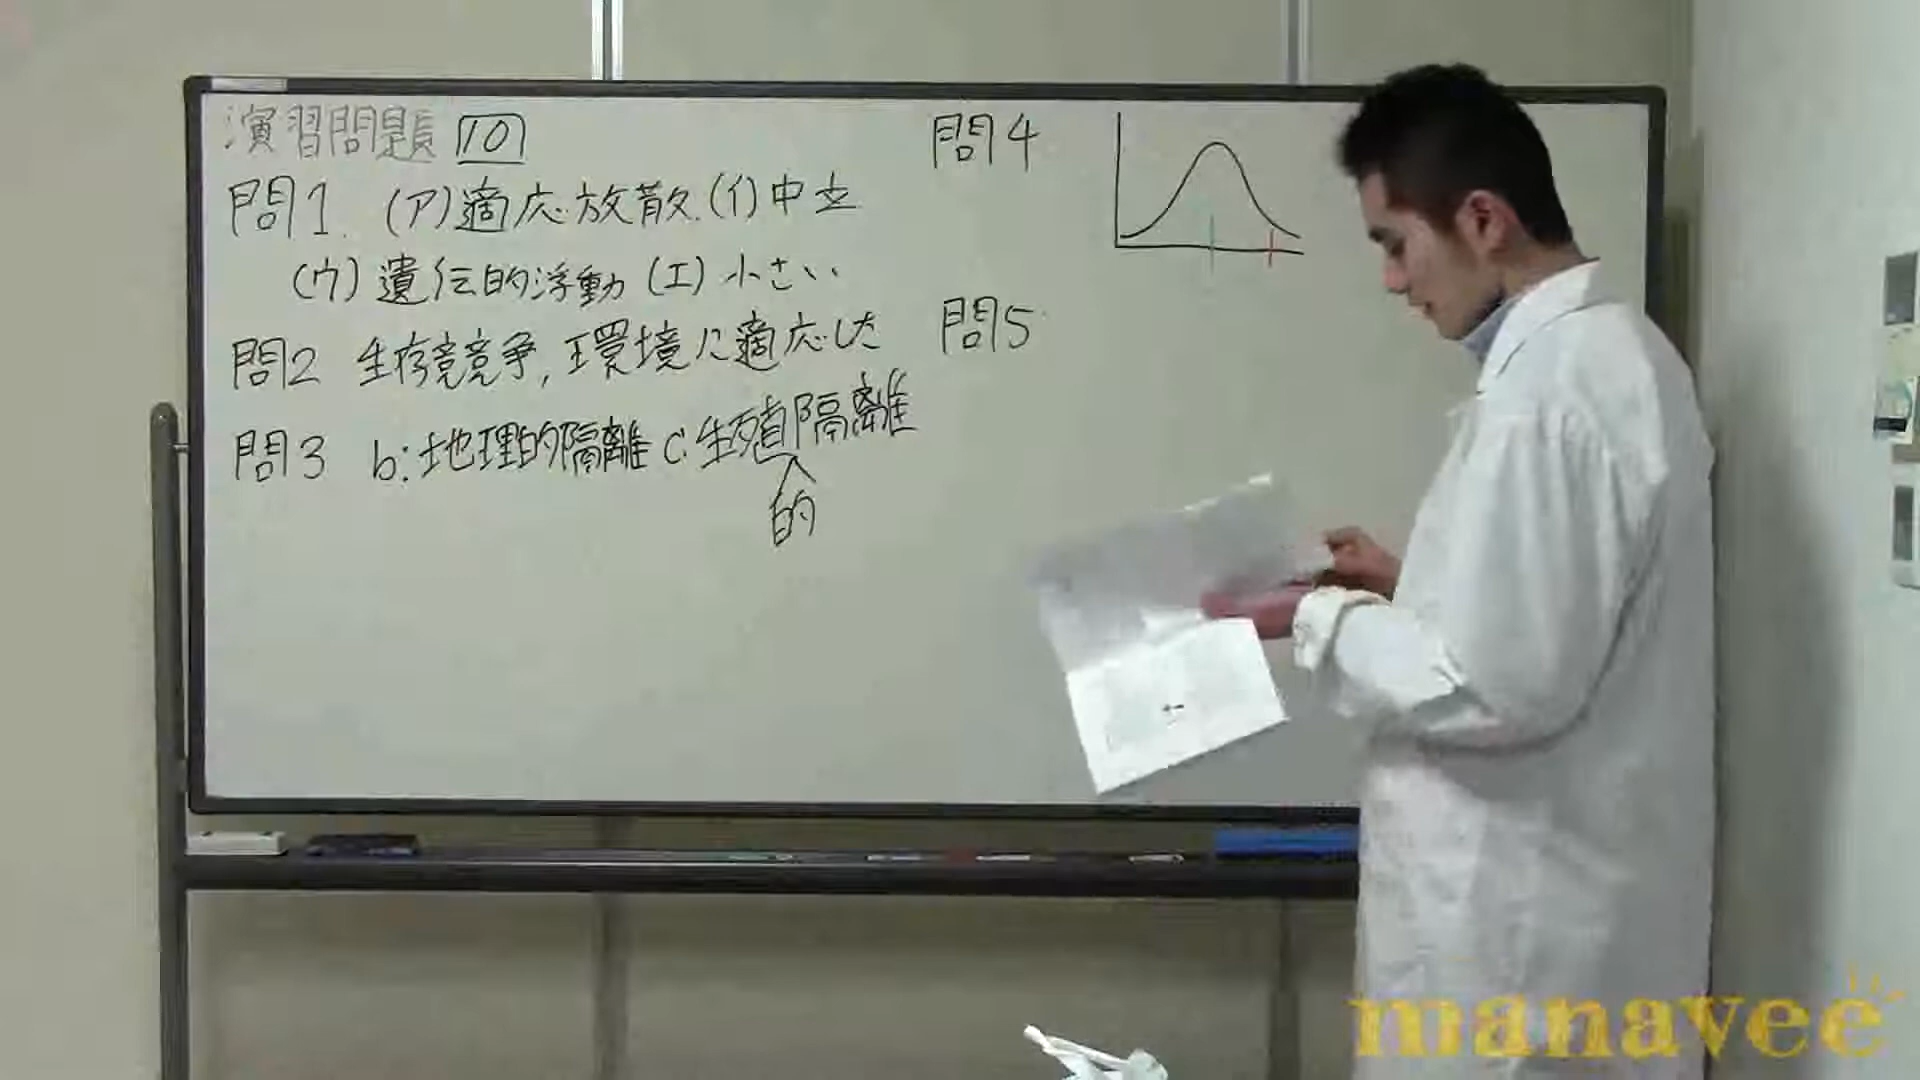 演習問題 10
問1. (ア)適応放散 (イ)中立
(ウ)遺伝的浮動 (エ)小さい
問2 生存競争, 環境に適応した
問3 b:地理的隔離 c:生殖隔離
的
問4
問5
manavee